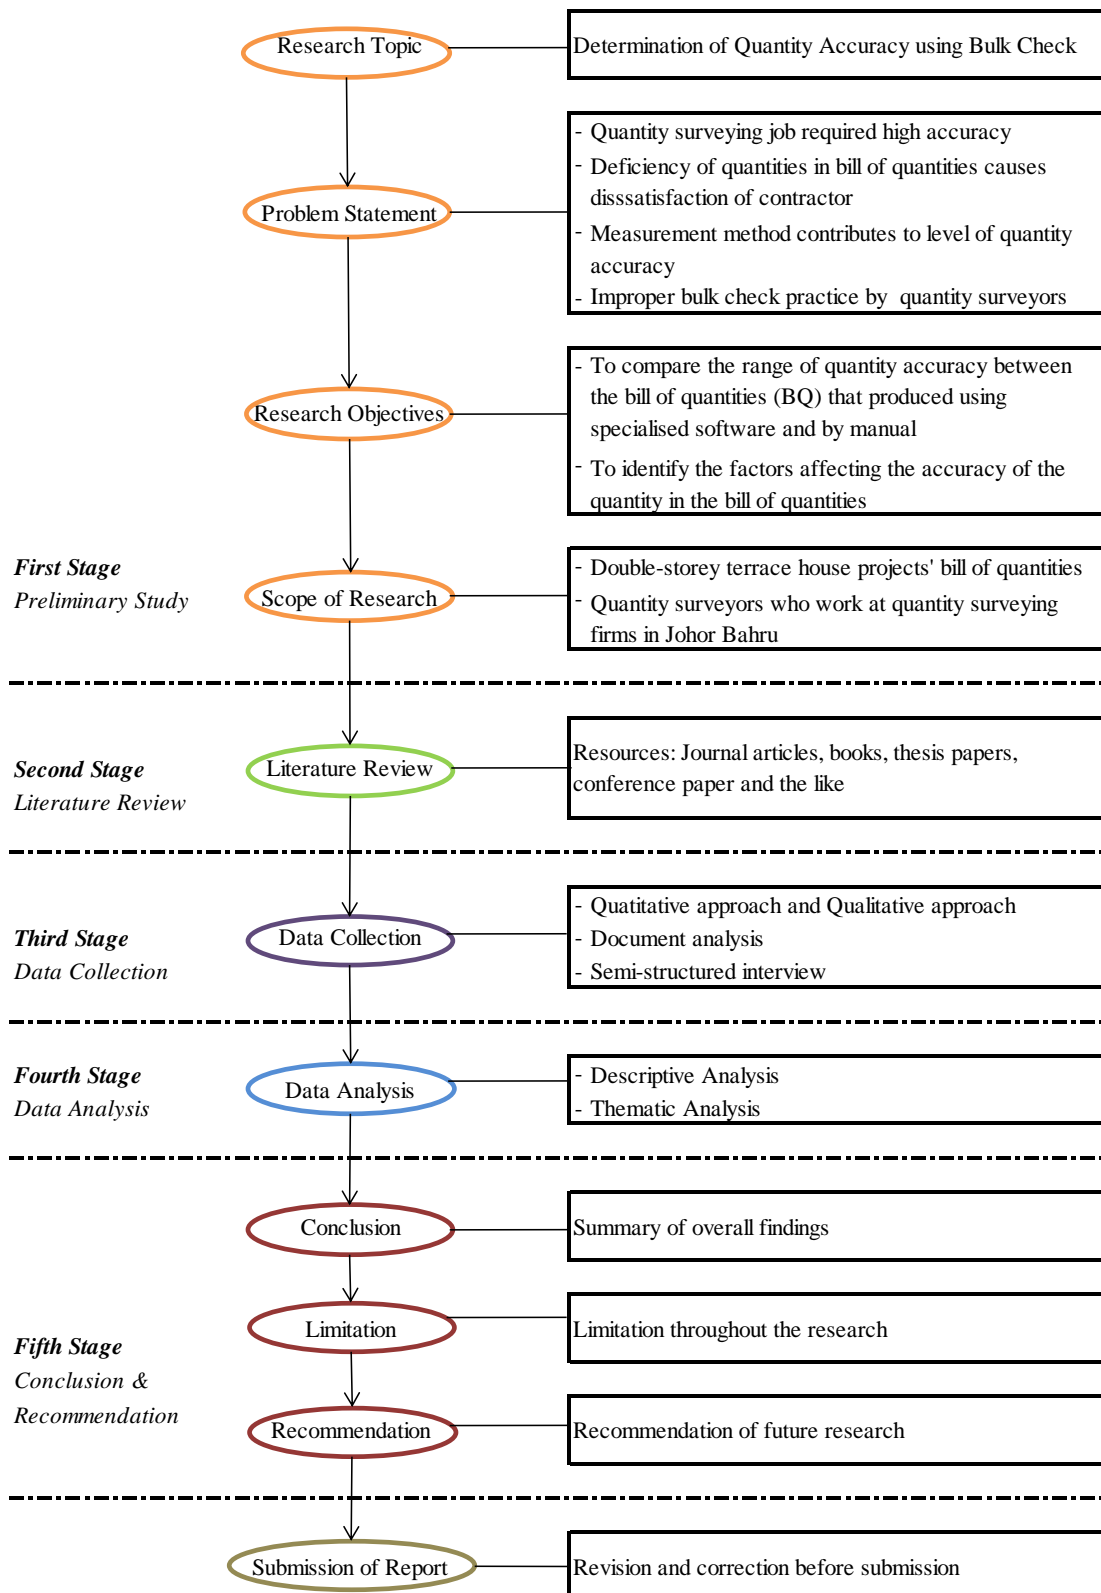 Research Topic
Determination of Quantity Accuracy using Bulk Check
Problem Statement
- Quantity surveying job required high accuracy
- Deficiency of quantities in bill of quantities causes
disssatisfaction of contractor
- Measurement method contributes to level of quantity
accuracy
- Improper bulk check practice by quantity surveyors
Research Objectives
- To compare the range of quantity accuracy between
the bill of quantities (BQ) that produced using
specialised software and by manual
- To identify the factors affecting the accuracy of the
quantity in the bill of quantities
First Stage
Preliminary Study
Scope of Research
- Double-storey terrace house projects' bill of quantities
- Quantity surveyors who work at quantity surveying
firms in Johor Bahru
Second Stage
Literature Review
Literature Review
Resources: Journal articles, books, thesis papers,
conference paper and the like
Third Stage
Data Collection
Data Collection
- Quatitative approach and Qualitative approach
- Document analysis
- Semi-structured interview
Fourth Stage
Data Analysis
Data Analysis
- Descriptive Analysis
- Thematic Analysis
Conclusion
Summary of overall findings
Limitation
Limitation throughout the research
Fifth Stage
Conclusion &
Recommendation
Recommendation
Recommendation of future research
Submission of Report
Revision and correction before submission